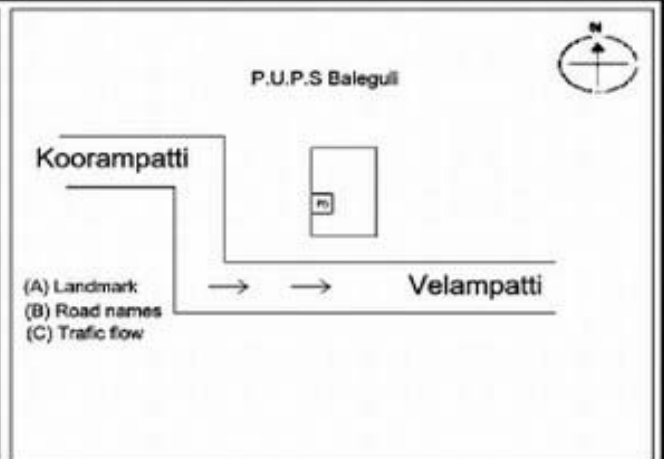 N
P.U.P.S Baleguli
Koorampatti
PS
Velampatti
(A) Landmark
(B) Road names
(C) Trafic flow